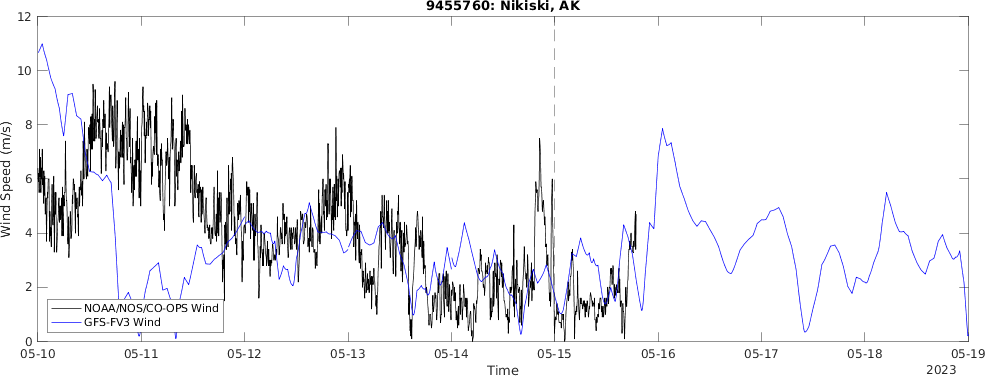 9455760: Nikiski, AK
Wind Speed (m/s)
12
10
8
6
4
2
0
NOAA/NOS/CO-OPS Wind
GFS-FV3 Wind
05-10 05-11 05-12 05-13 05-14 05-15 05-16 05-17 05-18 05-19
Time
2023